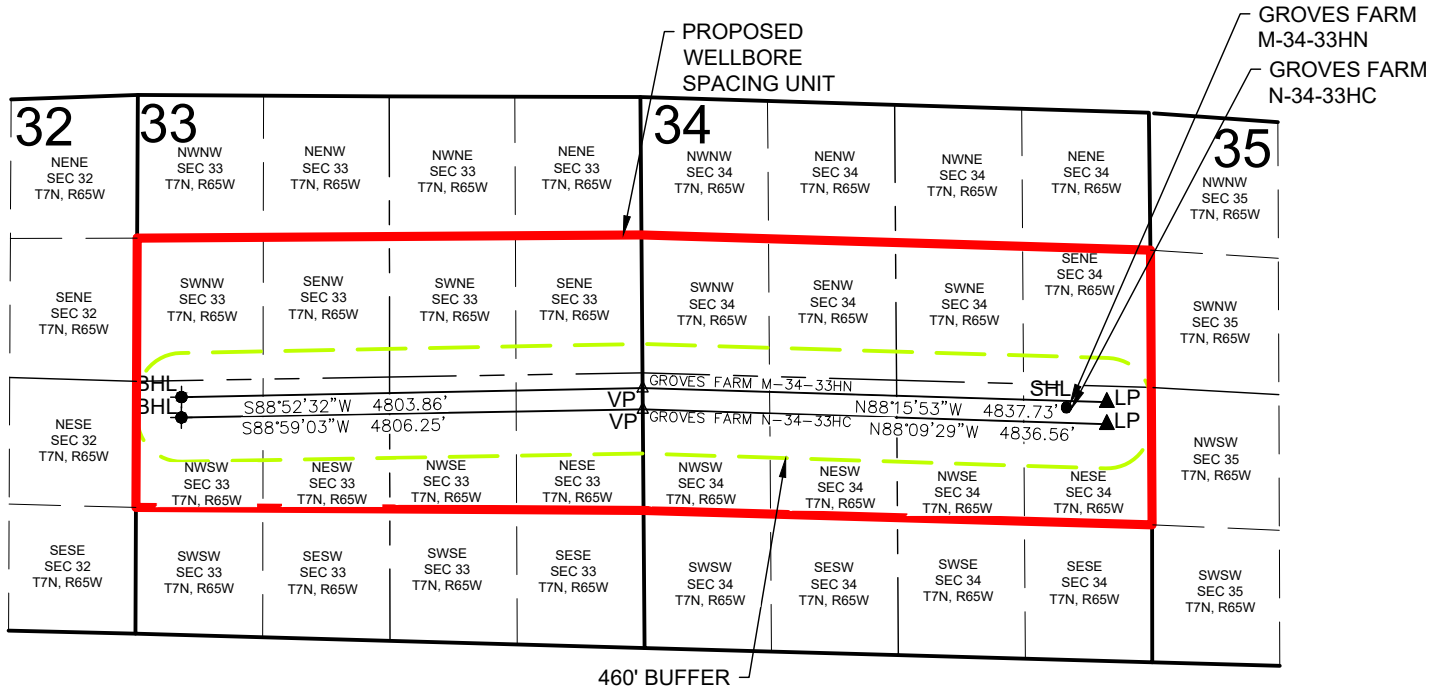 PROPOSED
WELLBORE
SPACING UNIT
GROVES FARM
M-34-33HN
GROVES FARM
N-34-33HC
32
33
34
35
NENE
SEC 32
T7N, R65W
NWNW
SEC 33
T7N, R65W
NENW
SEC 33
T7N, R65W
NWNE
SEC 33
T7N, R65W
NENE
SEC 33
T7N, R65W
NWNW
SEC 34
T7N, R65W
NENW
SEC 34
T7N, R65W
NWNE
SEC 34
T7N, R65W
NENE
SEC 34
T7N, R65W
NWNW
SEC 35
T7N, R65W
SENE
SEC 32
T7N, R65W
SWNW
SEC 33
T7N, R65W
SENW
SEC 33
T7N, R65W
SWNE
SEC 33
T7N, R65W
SENE
SEC 33
T7N, R65W
SWNW
SEC 34
T7N, R65W
SENW
SEC 34
T7N, R65W
SWNE
SEC 34
T7N, R65W
SENE
SEC 34
T7N, R65W
SWNW
SEC 35
T7N, R65W
BHL
GROVES FARM M-34-33HN
SHL
S88°52'32"W 4803.86'
VP
N88°15'53"W 4837.73'
LP
BHL
S88°59'03"W 4806.25'
VP
GROVES FARM N-34-33HC
N88°09'29"W 4836.56'
LP
NESE
SEC 32
T7N, R65W
NWSW
SEC 33
T7N, R65W
NESW
SEC 33
T7N, R65W
NWSE
SEC 33
T7N, R65W
NESE
SEC 33
T7N, R65W
NWSW
SEC 34
T7N, R65W
NESW
SEC 34
T7N, R65W
NWSE
SEC 34
T7N, R65W
NESE
SEC 34
T7N, R65W
NWSW
SEC 35
T7N, R65W
SESE
SEC 32
T7N, R65W
SWSW
SEC 33
T7N, R65W
SESW
SEC 33
T7N, R65W
SWSE
SEC 33
T7N, R65W
SESE
SEC 33
T7N, R65W
SWSW
SEC 34
T7N, R65W
SESW
SEC 34
T7N, R65W
SWSE
SEC 34
T7N, R65W
SESE
SEC 34
T7N, R65W
SWSW
SEC 35
T7N, R65W
460' BUFFER